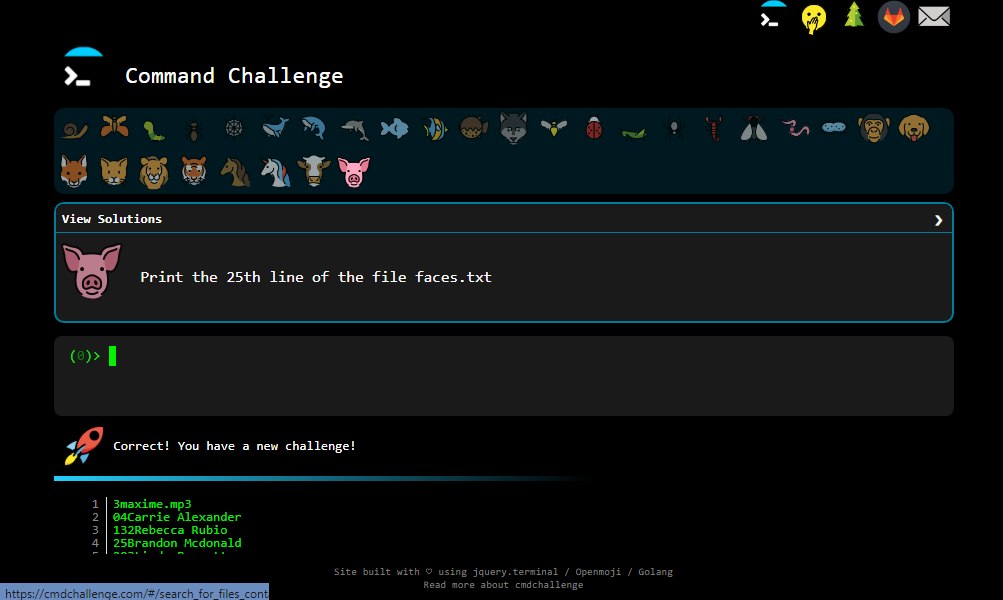 >_
>_ Command Challenge
View Solutions ❯
Print the 25th line of the file faces.txt
(0)>
Correct! You have a new challenge!
1 3maxime.mp3
2 04Carrie Alexander
3 132Rebecca Rubio
4 25Brandon Mcdonald
Site built with ♡ using jquery.terminal / Openmoji / Golang
Read more about cmdchallenge
https://cmdchallenge.com/#/search_for_files_cont